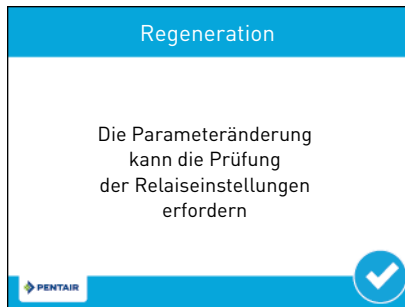 Regeneration
Die Parameteränderung
kann die Prüfung
der Relaiseinstellungen
erfordern
PENTAIR